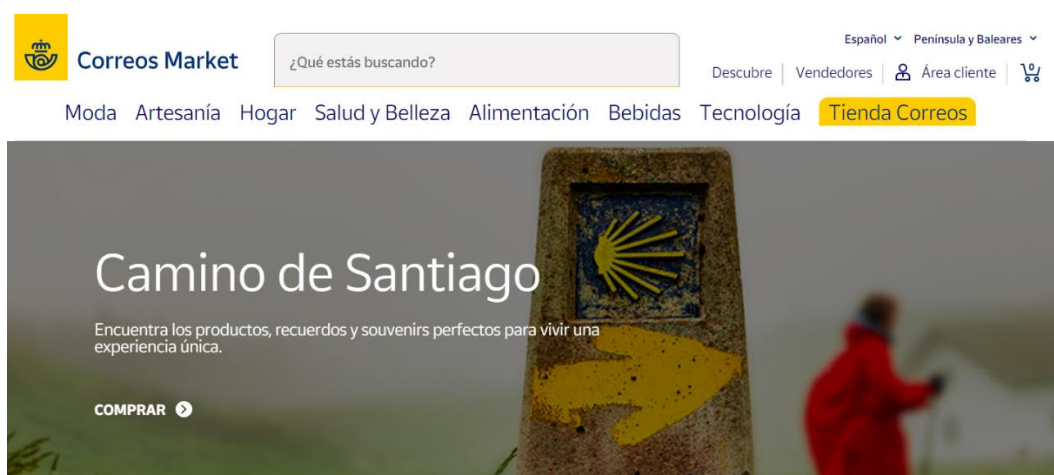 Español
Península y Baleares
Correos Market
¿Qué estás buscando?
Descubre
Vendedores
Área cliente
0
Moda Artesanía Hogar Salud y Belleza Alimentación Bebidas Tecnología Tienda Correos
Camino de Santiago
Encuentra los productos, recuerdos y souvenirs perfectos para vivir una
experiencia única.
COMPRAR